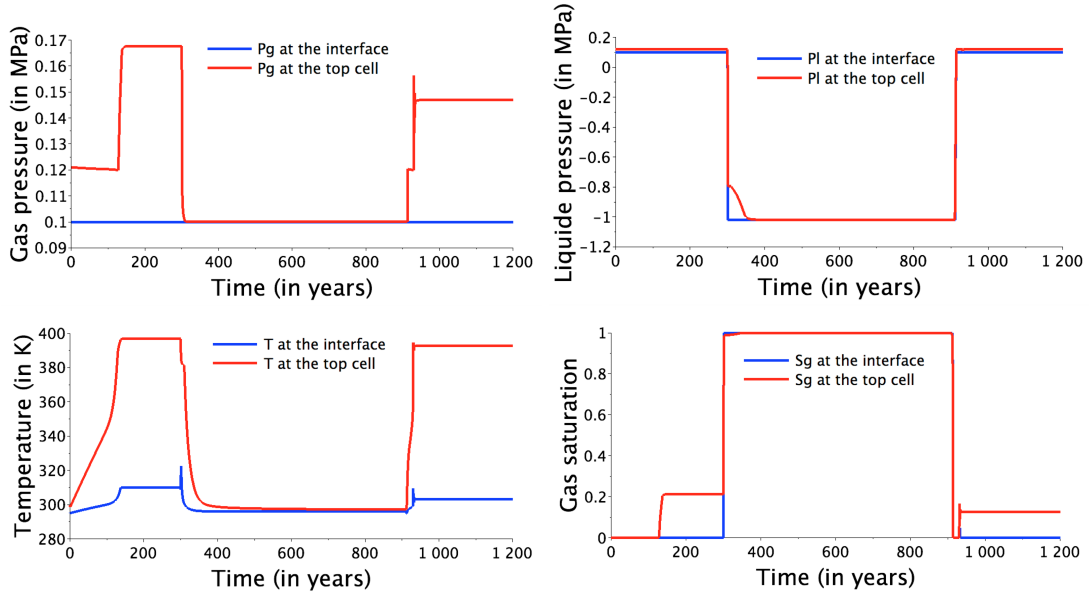 Gas pressure (in MPa)
0.17
0.16
0.15
0.14
0.13
0.12
0.11
0.1
0.09
Pg at the interface
Pg at the top cell
0 200 400 600 800 1 000 1 200
Time (in years)
Liquide pressure (in MPa)
0.2
0
−0.2
−0.4
−0.6
−0.8
−1
−1.2
Pl at the interface
Pl at the top cell
0 200 400 600 800 1 000 1 200
Time (in years)
Temperature (in K)
400
380
360
340
320
300
280
T at the interface
T at the top cell
0 200 400 600 800 1 000 1 200
Time (in years)
Gas saturation
1
0.8
0.6
0.4
0.2
0
Sg at the interface
Sg at the top cell
0 200 400 600 800 1 000 1 200
Time (in years)